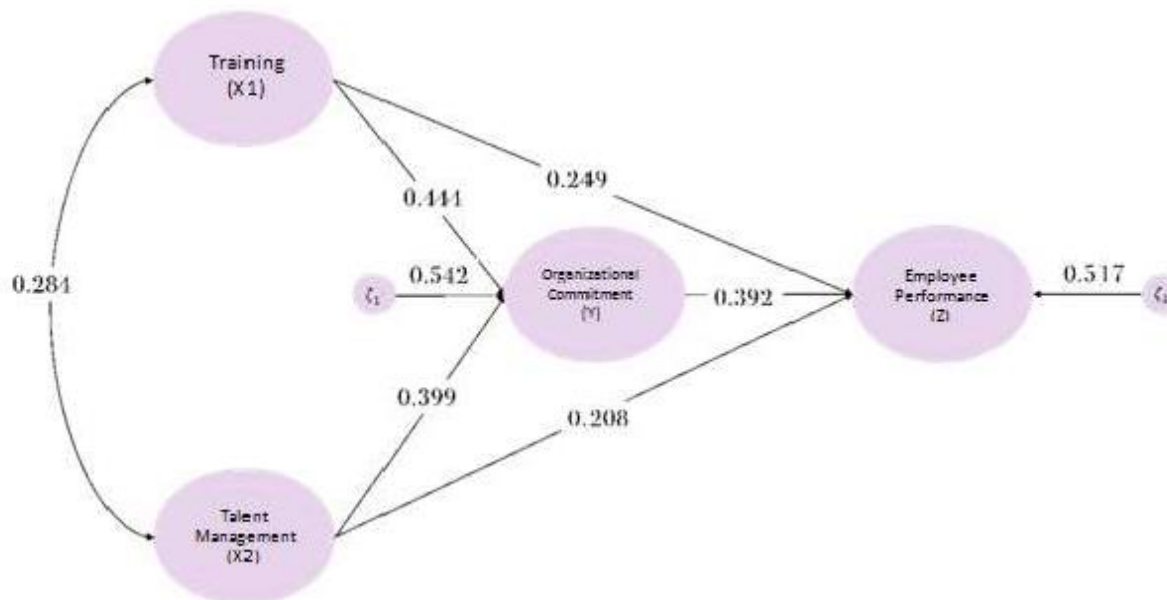 Training
(X1)
0.249
0.444
0.284
ζ1
0.542
Organizational
Commitment
(Y)
0.392
Employee
Performance
(Z)
0.517
0.399
0.208
Talent
Management
(X2)